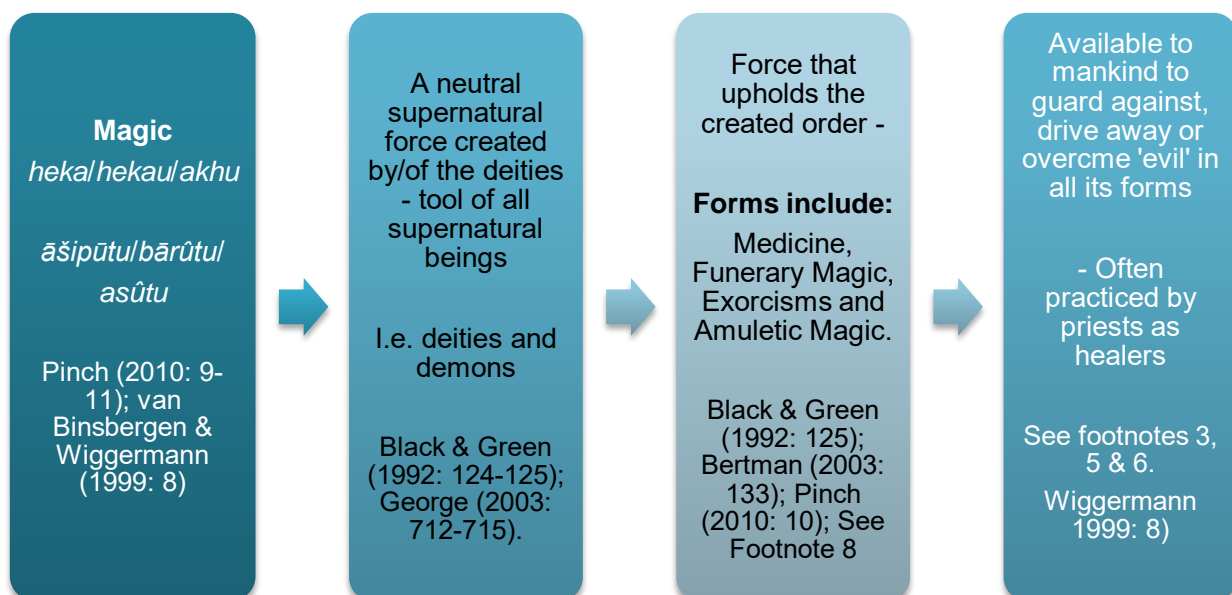 Magic
heka/hekau/akhu
āšipūtu/bārûtu/
asûtu
Pinch (2010: 9-
11); van
Binsbergen &
Wiggermann
(1999: 8)
A neutral
supernatural
force created
by/of the deities
- tool of all
supernatural
beings
I.e. deities and
demons
Black & Green
(1992: 124-125);
George (2003:
712-715).
Force that
upholds the
created order -
Forms include:
Medicine,
Funerary Magic,
Exorcisms and
Amuletic Magic.
Black & Green
(1992: 125);
Bertman (2003:
133); Pinch
(2010: 10); See
Footnote 8
Available to
mankind to
guard against,
drive away or
overcme 'evil' in
all its forms
- Often
practiced by
priests as
healers
See footnotes 3,
5 & 6.
Wiggermann
1999: 8)